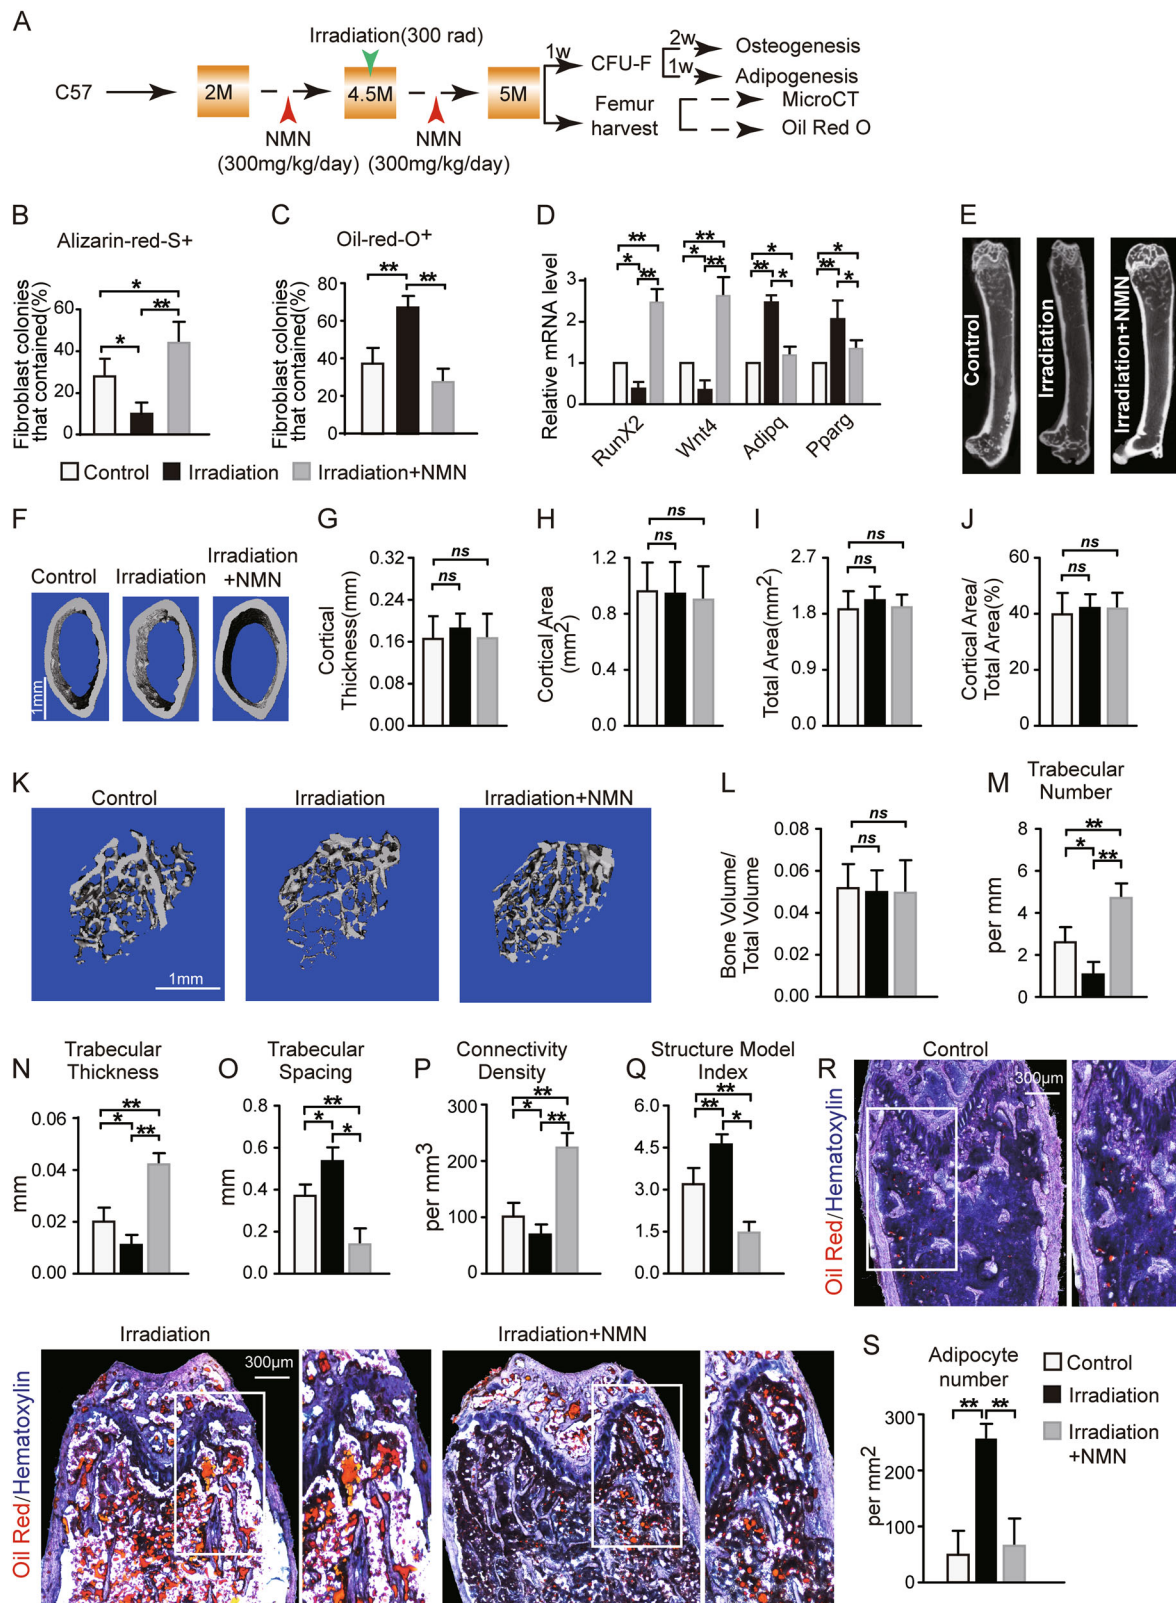 A
Irradiation(300 rad)
C57
2M
4.5M
5M
NMN
(300mg/kg/day)
NMN
(300mg/kg/day)
1w
CFU-F
2w
1w
Osteogenesis
Adipogenesis
Femur
harvest
MicroCT
Oil Red O
B
Alizarin-red-S+
Fibroblast colonies
that contained(%)
60
40
20
0
*
*
**
C
Oil-red-O+
Fibroblast colonies
that contained(%)
80
60
40
20
0
**
**
Control
Irradiation
Irradiation+NMN
D
Relative mRNA level
3
2
1
0
**
*
**
**
*
**
*
**
*
*
**
*
RunX2
Wnt4
Adipq
Pparg
E
Control
Irradiation
Irradiation+NMN
F
Control
Irradiation
Irradiation
+NMN
1mm
G
Cortical
Thickness(mm)
0.32
0.24
0.16
0.08
0.00
ns
ns
H
Cortical Area
(mm2)
1.2
0.8
0.4
0.0
ns
ns
I
Total Area(mm2)
2.7
1.8
0.9
0.0
ns
ns
J
Cortical Area/
Total Area(%)
60
40
20
0
ns
ns
K
Control
Irradiation
Irradiation+NMN
1mm
L
Bone Volume/
Total Volume
0.08
0.06
0.04
0.02
0.00
ns
ns
M
Trabecular
Number
per mm
8
6
4
2
0
**
*
**
N
Trabecular
Thickness
mm
0.06
0.04
0.02
0.00
**
*
**
O
Trabecular
Spacing
mm
0.8
0.6
0.4
0.2
0.0
**
*
*
P
Connectivity
Density
per mm3
300
200
100
0
**
*
**
Q
Structure Model
Index
6.0
4.5
3.0
1.5
0.0
**
**
*
R
Control
Oil Red/Hematoxylin
300μm
Irradiation
Oil Red/Hematoxylin
300μm
Irradiation+NMN
S
Adipocyte
number
per mm2
300
200
100
0
**
**
Control
Irradiation
Irradiation
+NMN